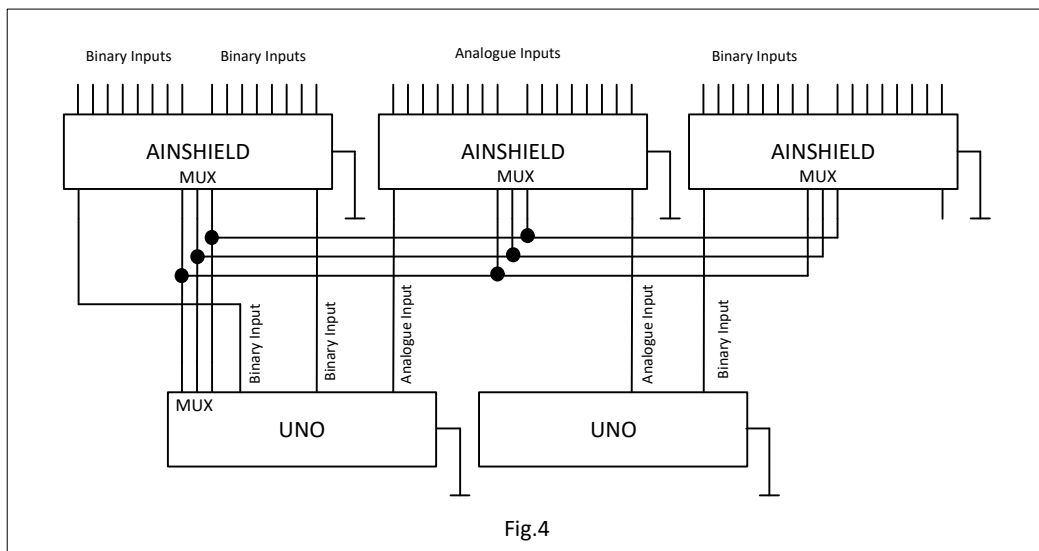 Binary Inputs
Binary Inputs
Analogue Inputs
Binary Inputs
AINSHIELD
AINSHIELD
AINSHIELD
MUX
MUX
MUX
Binary Input
Binary Input
Analogue Input
Analogue Input
Binary Input
MUX
UNO
UNO
Fig.4